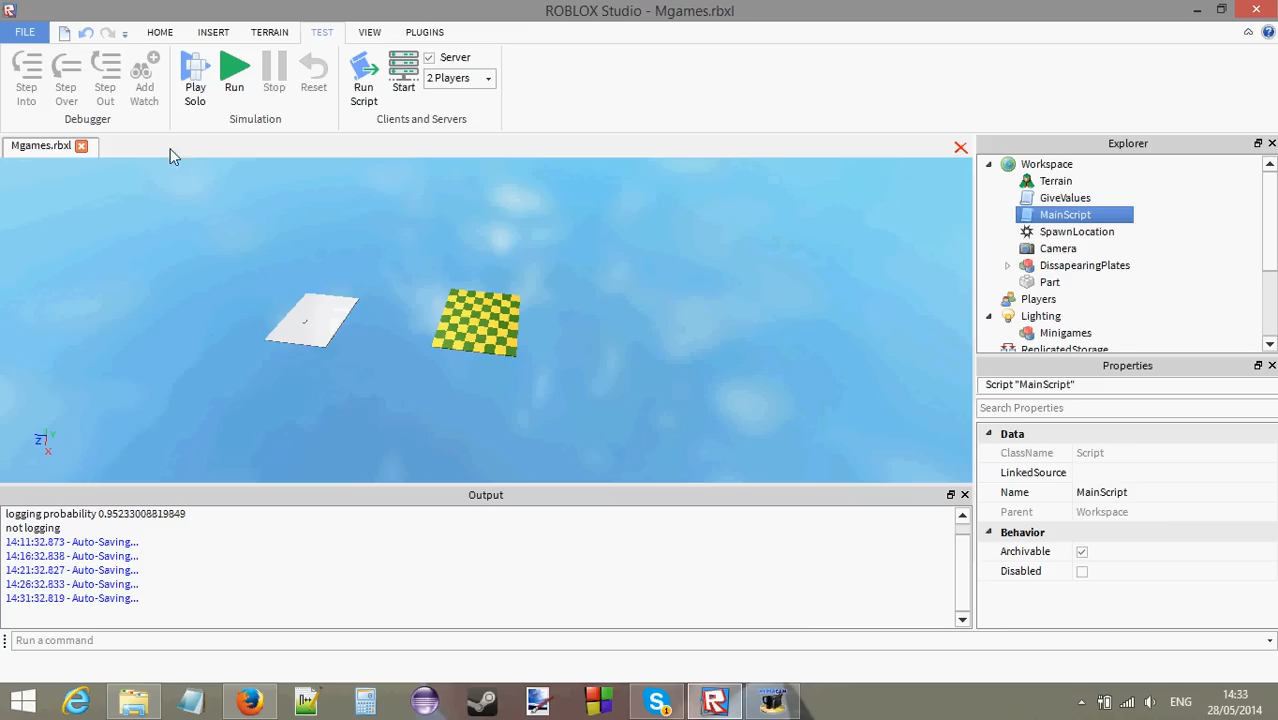 ROBLOX Studio - Mgames.rbxl
FILE HOME INSERT TERRAIN TEST VIEW PLUGINS
Step Into
Step Over
Step Out
Add Watch
Debugger
Play Solo
Run
Stop
Reset
Simulation
Run Script
Start
Server
2 Players
Clients and Servers
Mgames.rbxl
Explorer
Workspace
Terrain
GiveValues
MainScript
SpawnLocation
Camera
DissapearingPlates
Part
Players
Lighting
Minigames
ReplicatedStorage
Properties
Script "MainScript"
Search Properties
Data
ClassName Script
LinkedSource
Name MainScript
Parent Workspace
Behavior
Archivable
Disabled
Z Y
X
Output
logging probability 0.95233008819849
not logging
14:11:32.873 - Auto-Saving...
14:16:32.838 - Auto-Saving...
14:21:32.827 - Auto-Saving...
14:26:32.833 - Auto-Saving...
14:31:32.819 - Auto-Saving...
Run a command
HYPERCAM
ENG
14:33
28/05/2014